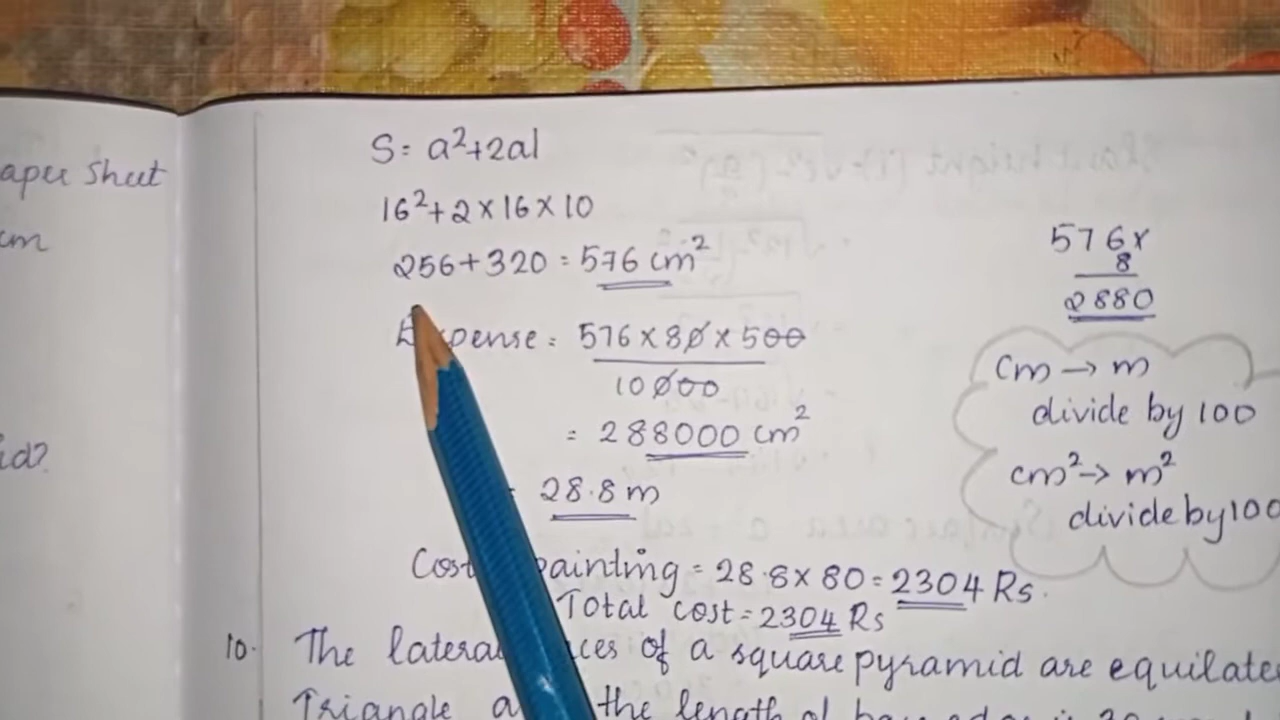 aper Sheet
cm
id?
S = a²+2al
16²+2×16×10
256+320 = 576 cm²
576×
8
2880
Expense = 576×80×500
10000
= 288000 cm²
= 28.8 m
cm → m
divide by 100
cm² → m²
divide by 100
Cost painting = 28.8×80 = 2304 Rs.
Total cost = 2304 Rs
10. The lateral faces of a square pyramid are equilate
Triangle the length of